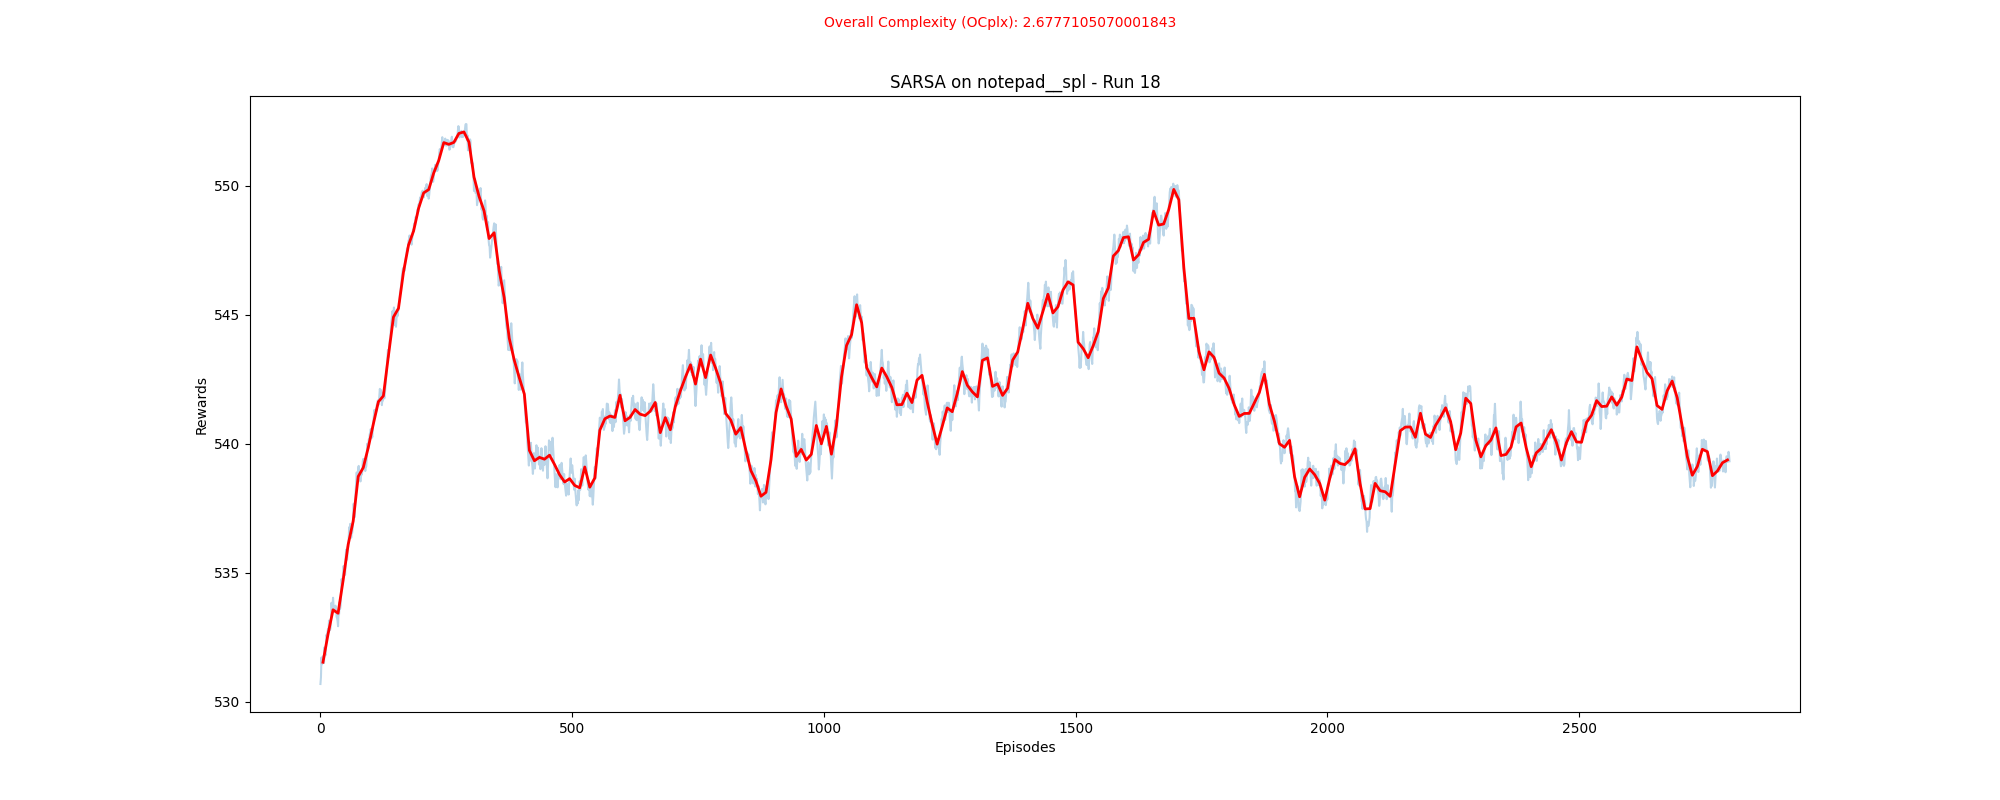 Overall Complexity (OCplx): 2.6777105070001843
SARSA on notepad__spl - Run 18
Rewards
550
545
540
535
530
0 500 1000 1500 2000 2500
Episodes